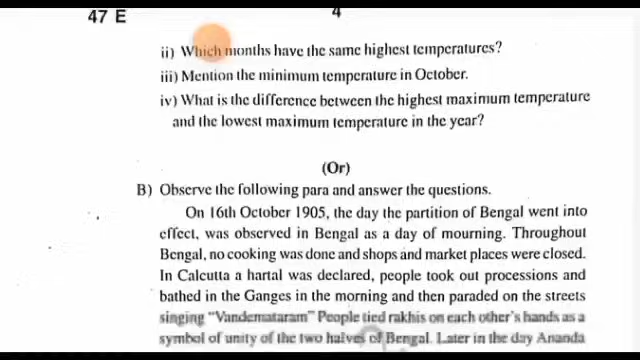 47 E
4
ii) Which months have the same highest temperatures?
iii) Mention the minimum temperature in October.
iv) What is the difference between the highest maximum temperature
and the lowest maximum temperature in the year?
(Or)
B) Observe the following para and answer the questions.
On 16th October 1905, the day the partition of Bengal went into
effect, was observed in Bengal as a day of mourning. Throughout
Bengal, no cooking was done and shops and market places were closed.
In Calcutta a hartal was declared, people took out processions and
bathed in the Ganges in the morning and then paraded on the streets
singing “Vandemataram” People tied rakhis on each other's hands as a
symbol of unity of the two halves of Bengal. Later in the day Ananda